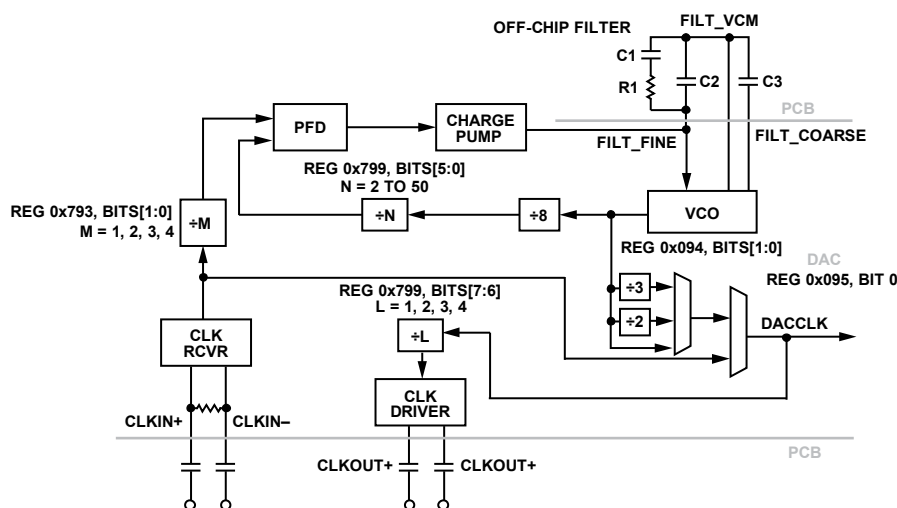 OFF-CHIP FILTER
FILT_VCM
C1
R1
C2
C3
PCB
PFD
CHARGE
PUMP
FILT_FINE
FILT_COARSE
REG 0x799, BITS[5:0]
N = 2 TO 50
REG 0x793, BITS[1:0]
M = 1, 2, 3, 4
÷M
÷N
÷8
VCO
REG 0x094, BITS[1:0]
DAC
REG 0x095, BIT 0
REG 0x799, BITS[7:6]
L = 1, 2, 3, 4
÷3
÷2
DACCLK
CLK
RCVR
÷L
CLK
DRIVER
CLKIN+
CLKIN–
PCB
CLKOUT+
CLKOUT+